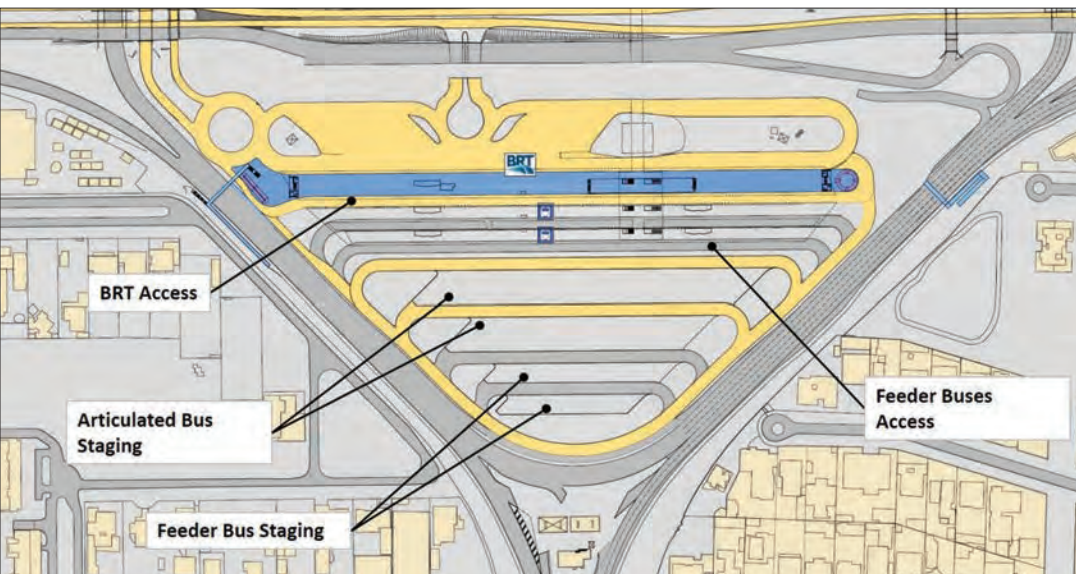 BRT
BRT Access
Articulated Bus
Staging
Feeder Buses
Access
Feeder Bus Staging